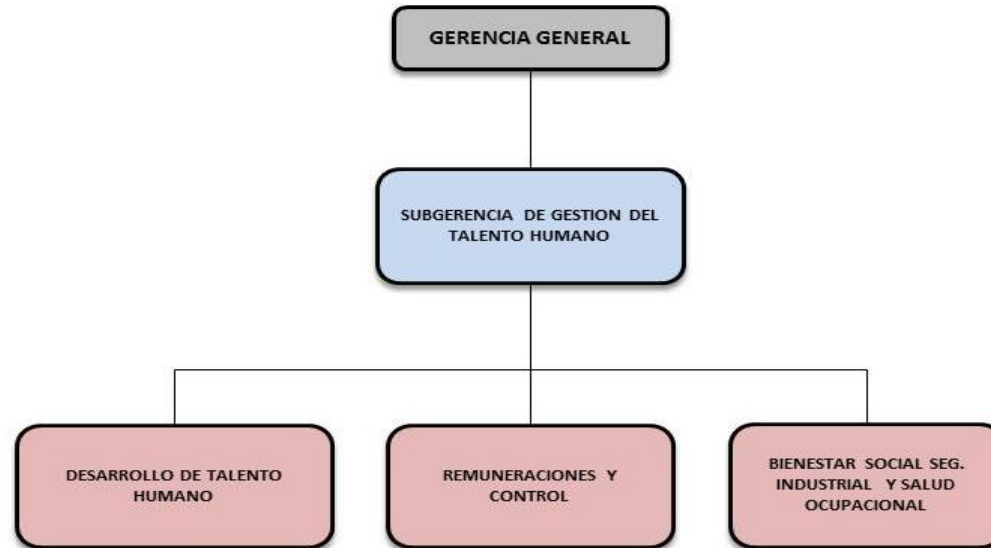 GERENCIA GENERAL
SUBGERENCIA DE GESTION DEL
TALENTO HUMANO
DESARROLLO DE TALENTO
HUMANO
REMUNERACIONES Y
CONTROL
BIENESTAR SOCIAL SEG.
INDUSTRIAL Y SALUD
OCUPACIONAL